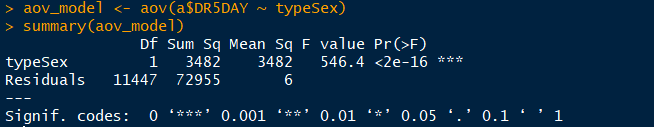 > aov_model <- aov(a$DR5DAY ~ typeSex)
> summary(aov_model)
Df Sum Sq Mean Sq F value Pr(>F)
typeSex 1 3482 3482 546.4 <2e-16 ***
Residuals 11447 72955 6
---
Signif. codes: 0 ‘***’ 0.001 ‘**’ 0.01 ‘*’ 0.05 ‘.’ 0.1 ‘ ’ 1